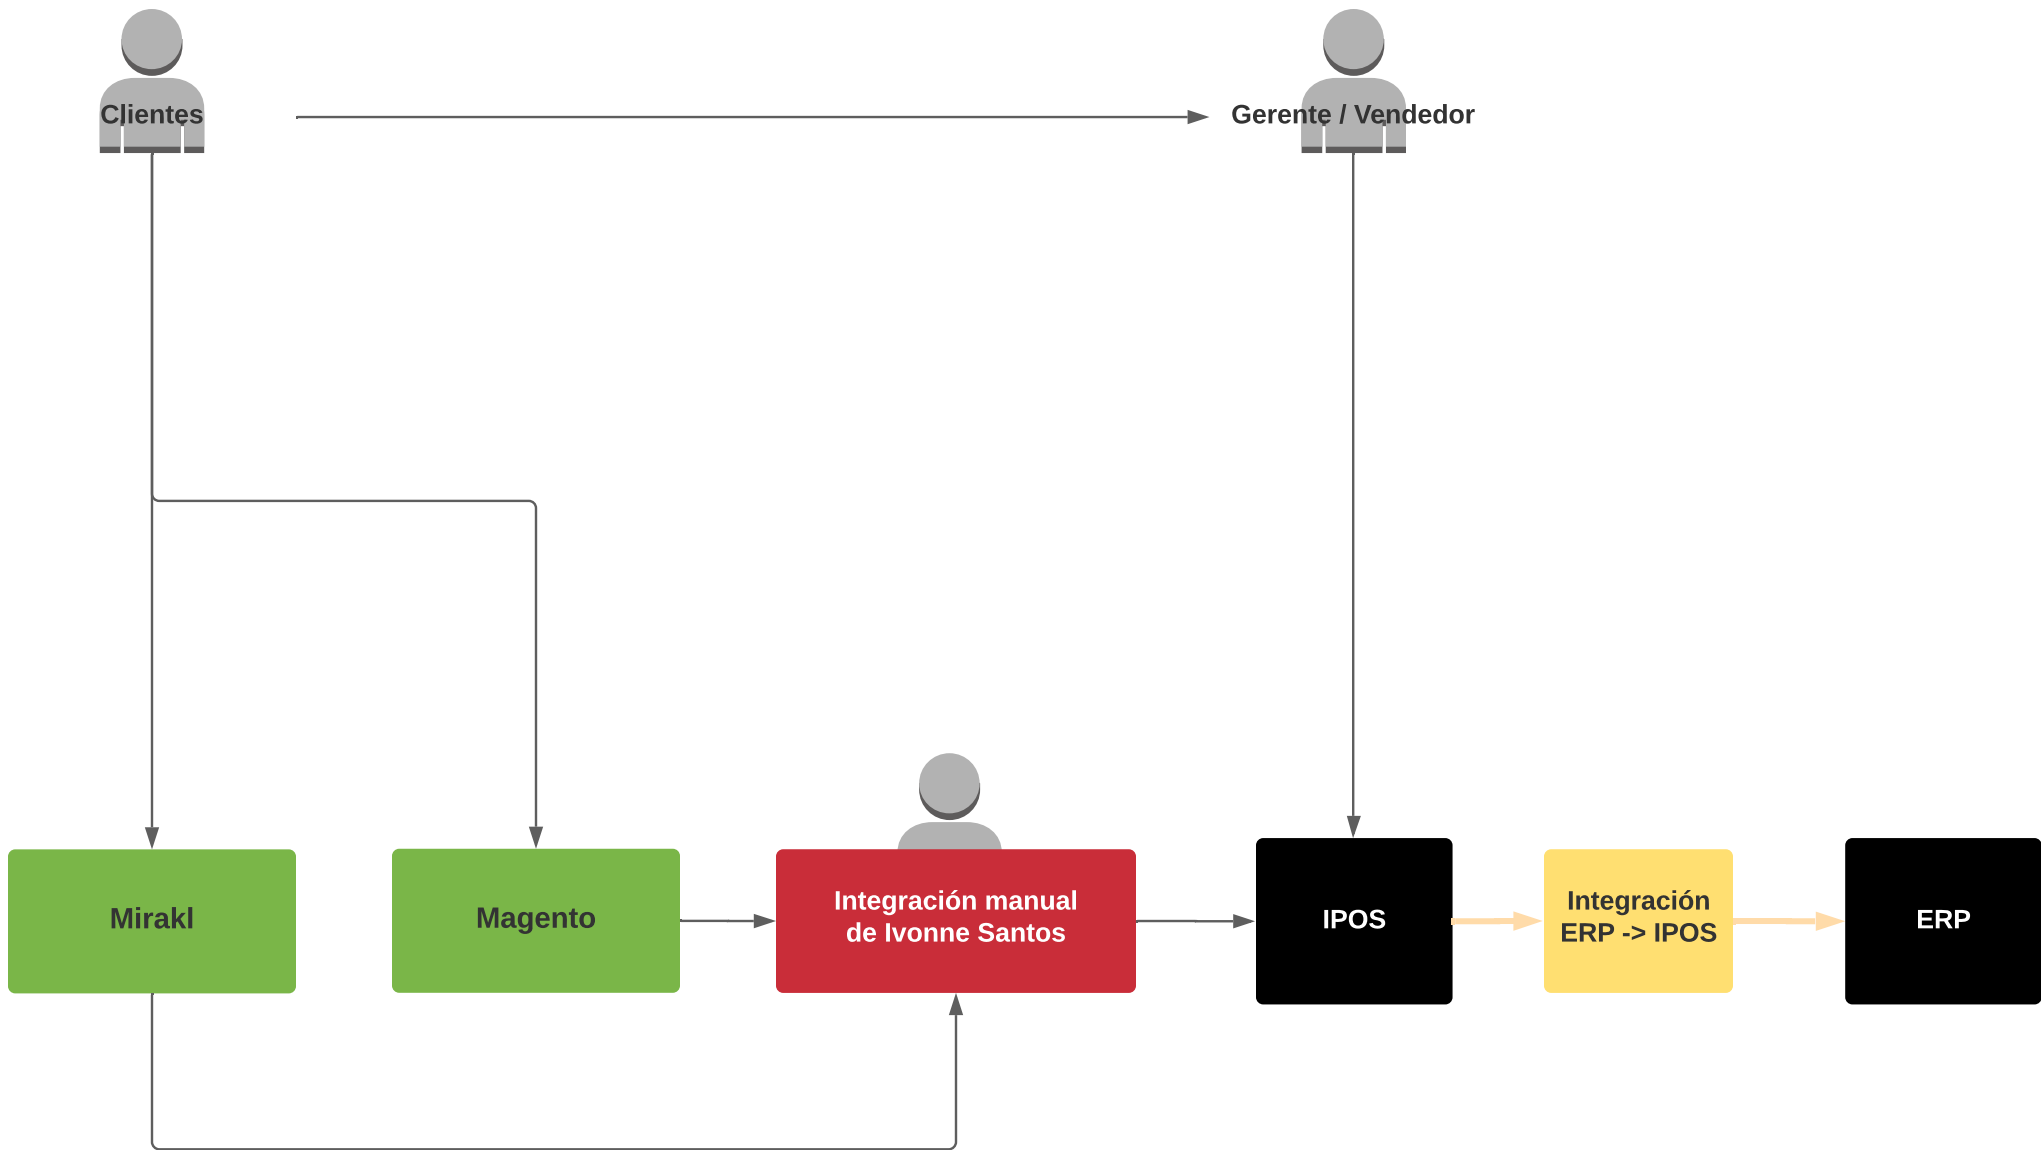 Clientes
Gerente / Vendedor
Mirakl
Magento
Integración manual
de Ivonne Santos
IPOS
Integración
ERP -> IPOS
ERP